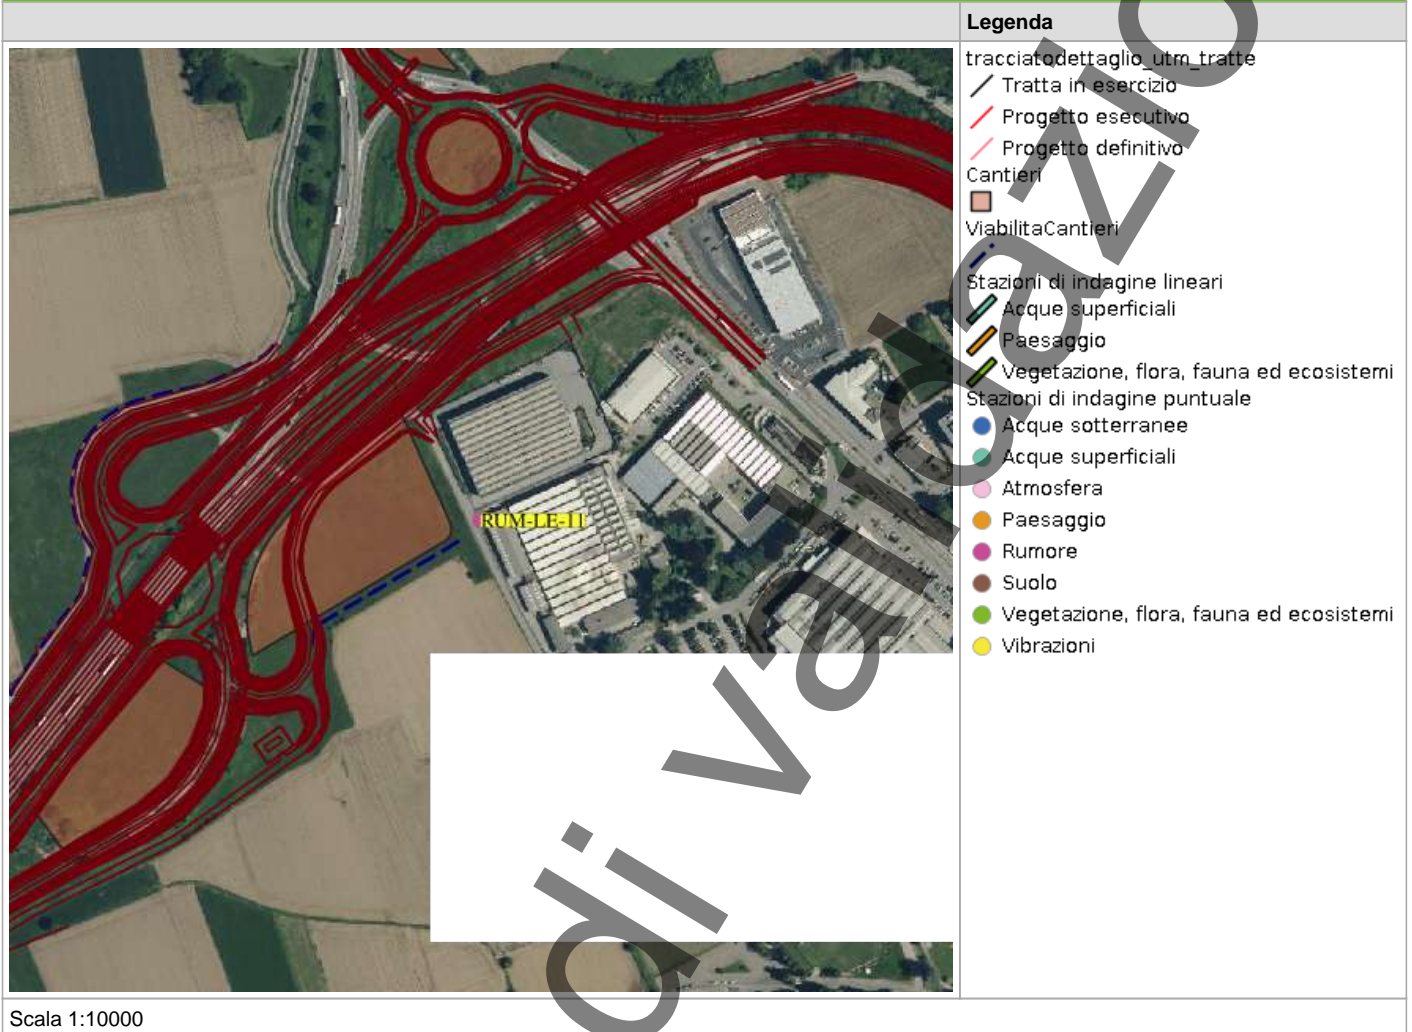 Legenda
tracciatodettaglio_utm_tratte
Tratta in esercizio
Progetto esecutivo
Progetto definitivo
Cantieri
ViabilitaCantieri
Stazioni di indagine lineari
Acque superficiali
Paesaggio
Vegetazione, flora, fauna ed ecosistemi
Stazioni di indagine puntuale
Acque sotterranee
Acque superficiali
Atmosfera
Paesaggio
Rumore
Suolo
Vegetazione, flora, fauna ed ecosistemi
Vibrazioni
RUM-LE-11
di validazio
Scala 1:10000